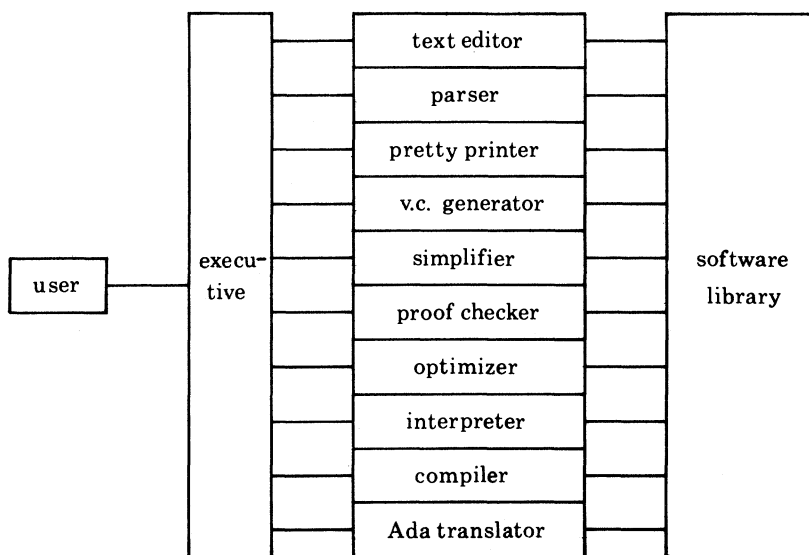 text editor
parser
pretty printer
v.c. generator
simplifier
proof checker
optimizer
interpreter
compiler
Ada translator
user
execu-
tive
software
library